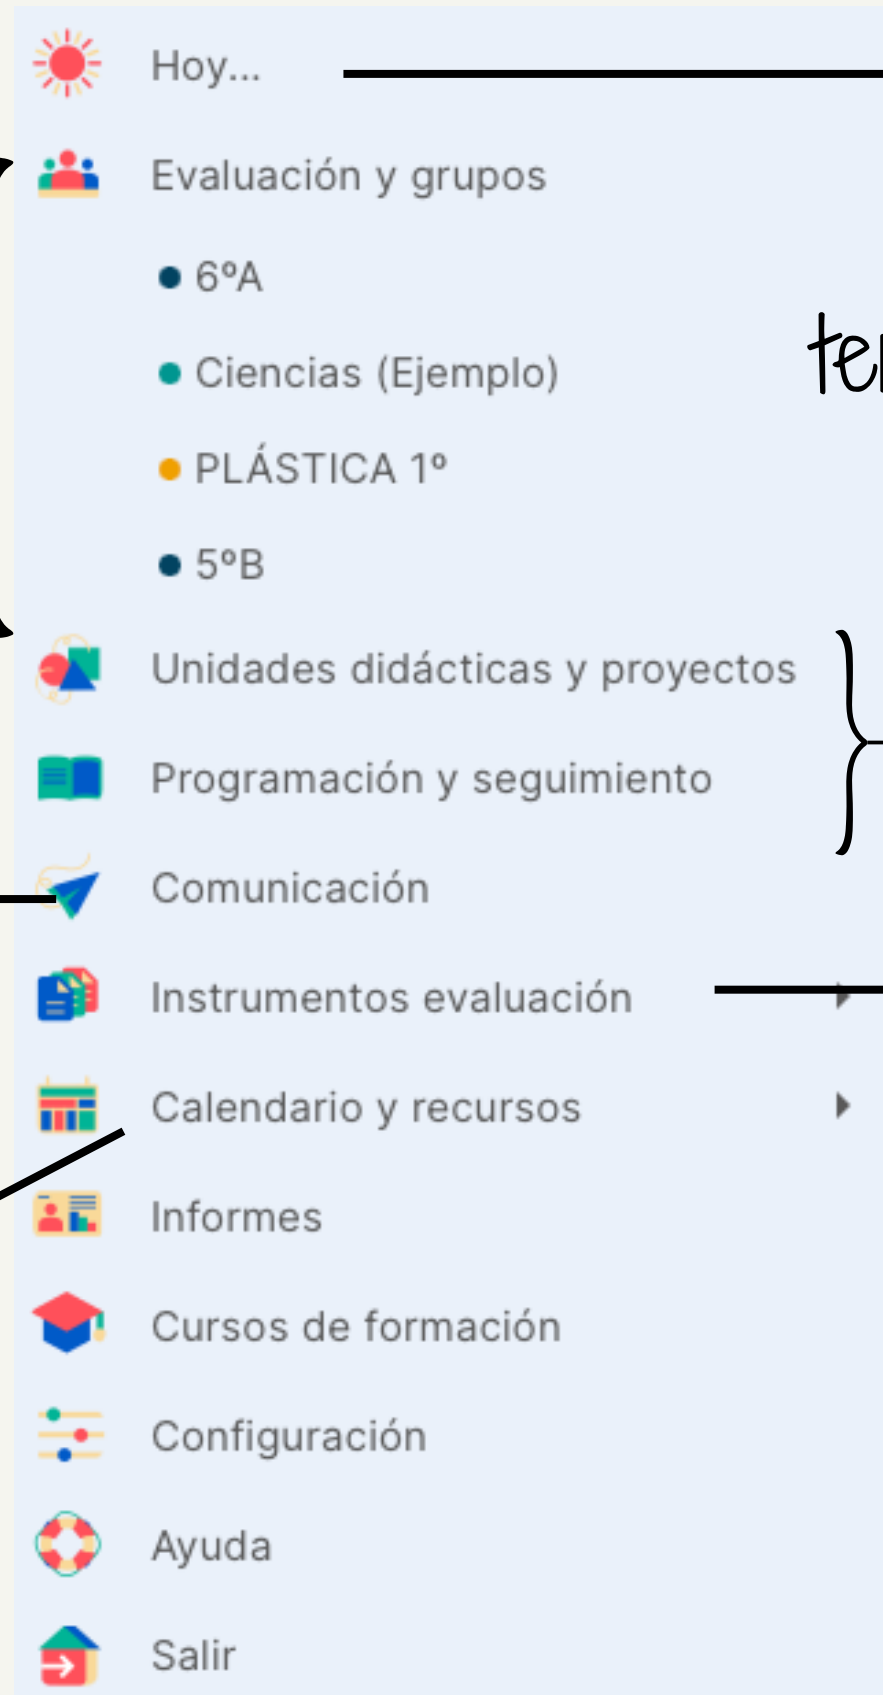 Hoy...
Evaluación y grupos
6ºA
Ciencias (Ejemplo)
PLÁSTICA 1º
5ºB
Unidades didácticas y proyectos
Programación y seguimiento
Comunicación
Instrumentos evaluación
Calendario y recursos
Informes
Cursos de formación
Configuración
Ayuda
Salir